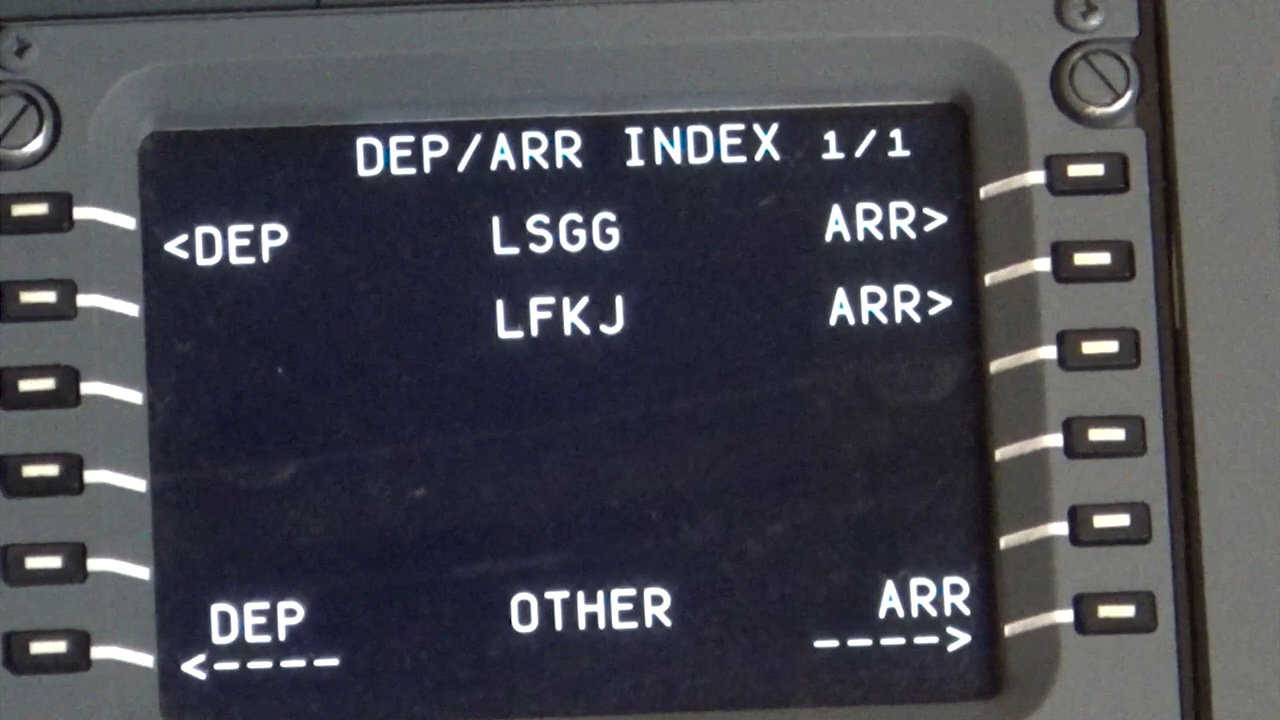 DEP/ARR INDEX 1/1
<DEP LSGG ARR>
LFKJ ARR>
DEP OTHER ARR
<---- ---->